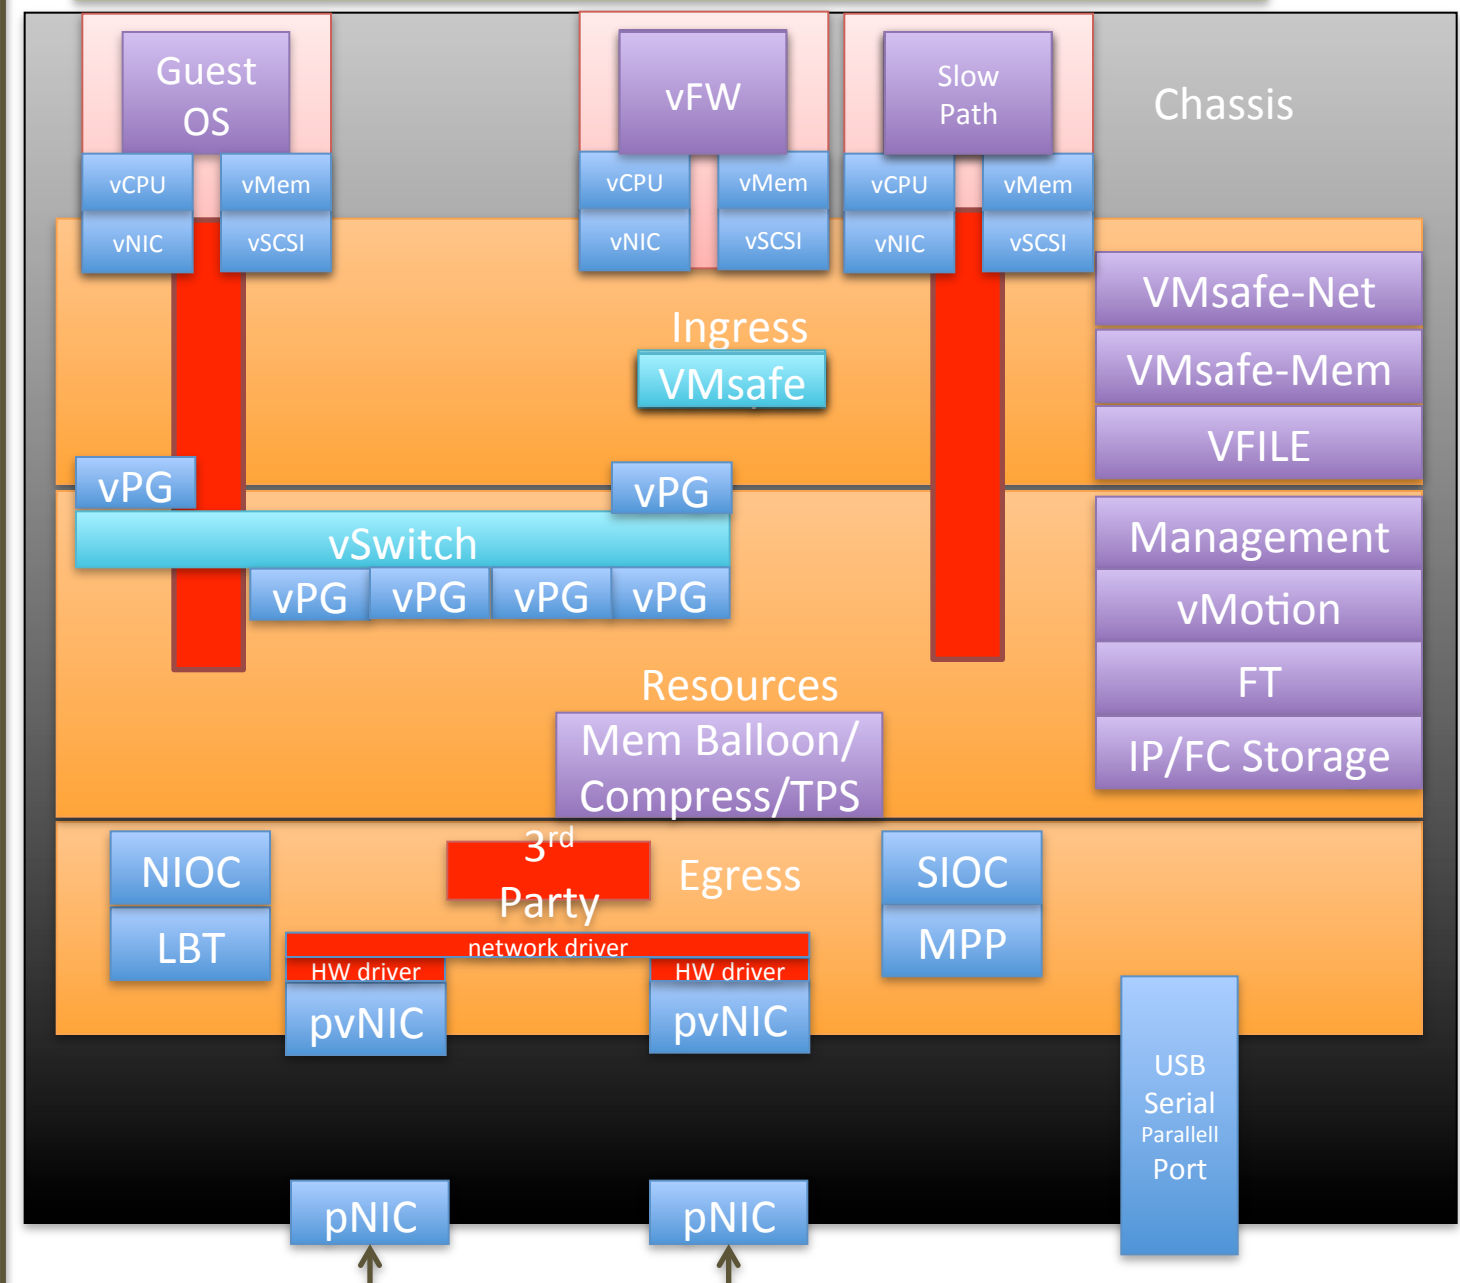 Guest
OS
vFW
Slow
Path
Chassis
vCPU
vMem
vCPU
vMem
vCPU
vMem
vNIC
vSCSI
vNIC
vSCSI
vNIC
vSCSI
VMsafe-Net
Ingress
VMsafe
VMsafe-Mem
VFILE
vPG
vPG
vSwitch
Management
vPG
vPG
vPG
vPG
vMotion
Resources
FT
Mem Balloon/
Compress/TPS
IP/FC Storage
3rd
Party
NIOC
Egress
SIOC
LBT
MPP
network driver
HW driver
HW driver
pvNIC
pvNIC
USB
Serial
Parallell
Port
pNIC
pNIC